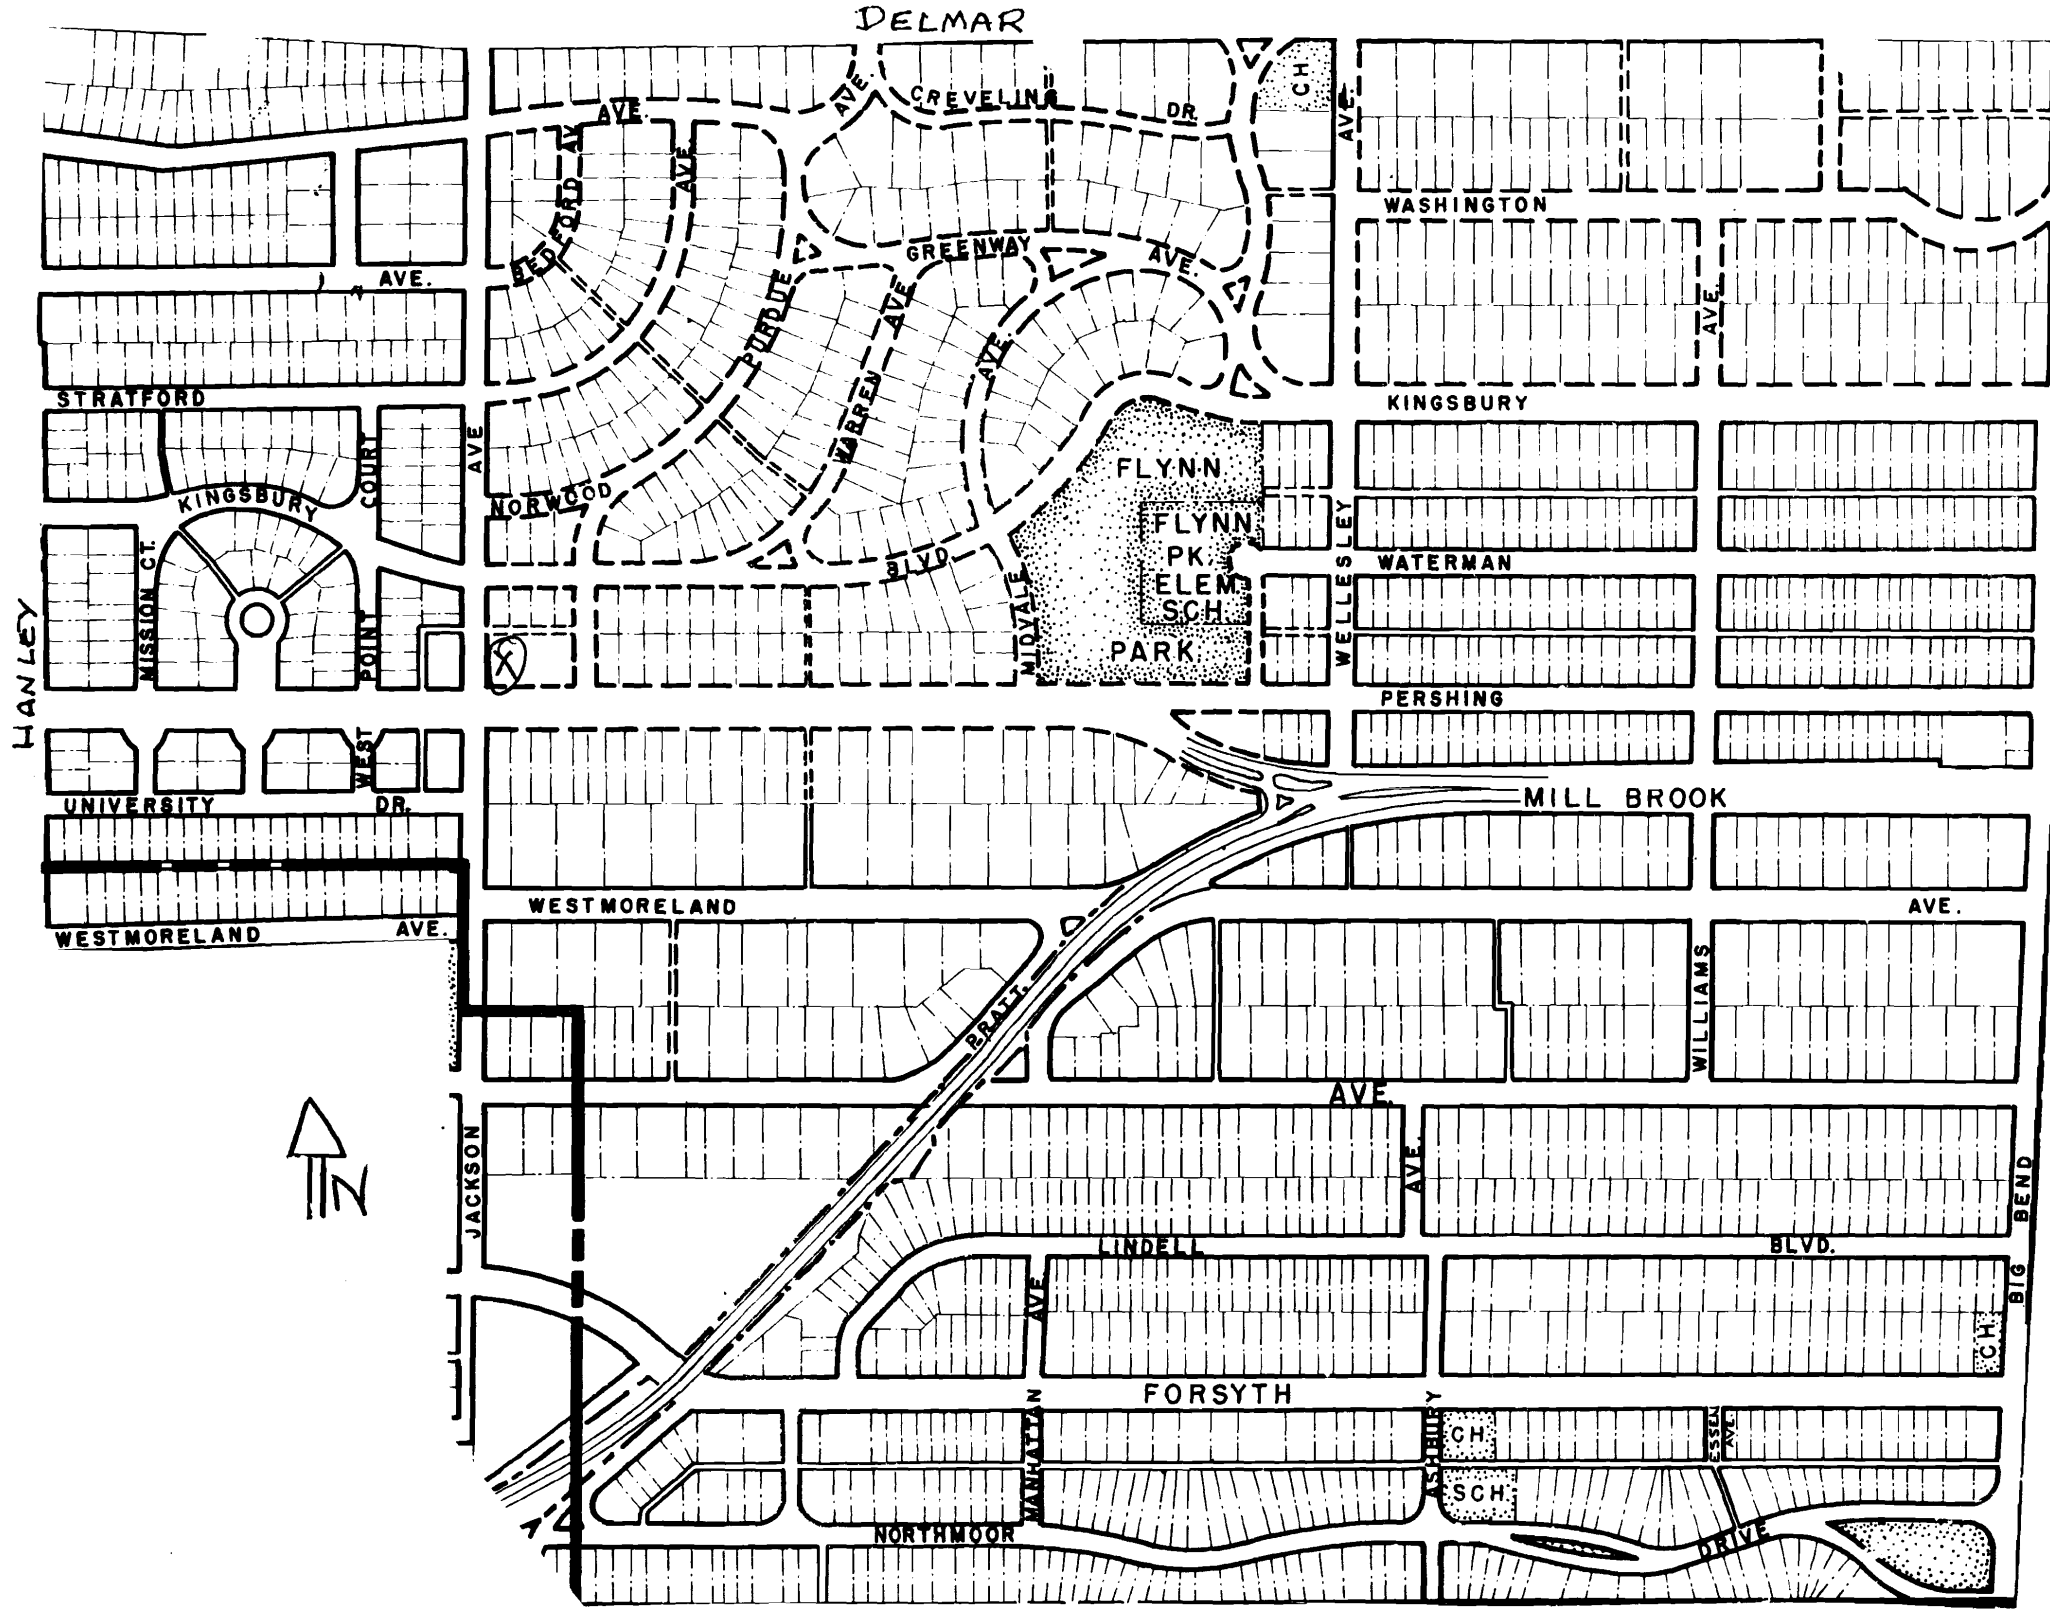 DELMAR
CH
CREVELING
DR.
AVE.
AVE.
AVE.
BEDFORD AV.
AVE.
WASHINGTON
GREENWAY
AVE.
AVE.
PURDUE
WARREN
AVE.
AVE.
AVE.
STRATFORD
KINGSBURY
COURT
AVE
FLYNN
KINGSBURY
NORWOOD
FLYNN
PK.
ELEM.
SCH.
PARK
WATERMAN
BLVD.
WELLESLEY
MISSION CT.
HANLEY
POINT
X
MIDVALE
PERSHING
WEST
UNIVERSITY
DR.
MILL BROOK
WESTMORELAND
AVE.
WESTMORELAND
AVE.
PRATT
WILLIAMS
AVE.
N
JACKSON
AVE.
BIG BEND
LINDELL
BLVD.
AVE
CH
FORSYTH
MANHATTAN
ASHBURY
CH
ESSEN
AVE.
SCH.
NORTHMOOR
DRIVE